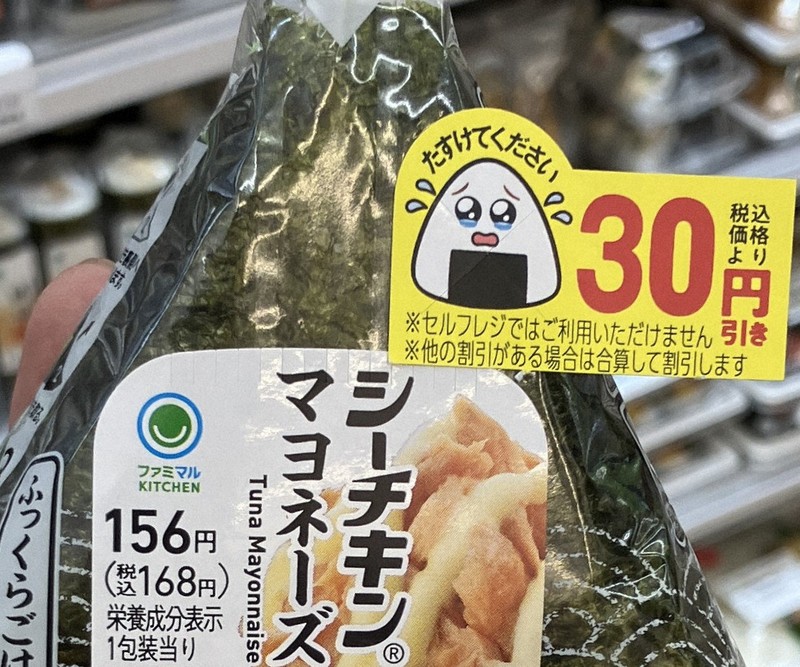 たすけてください
30円引き
税込価格より
※セルフレジではご利用いただけません
※他の割引がある場合は合算して割引します
シーチキン®
マヨネーズ
Tuna Mayonnaise
ファミマル
KITCHEN
156円
(税込168円)
栄養成分表示
1包装当り
ふっくらごは